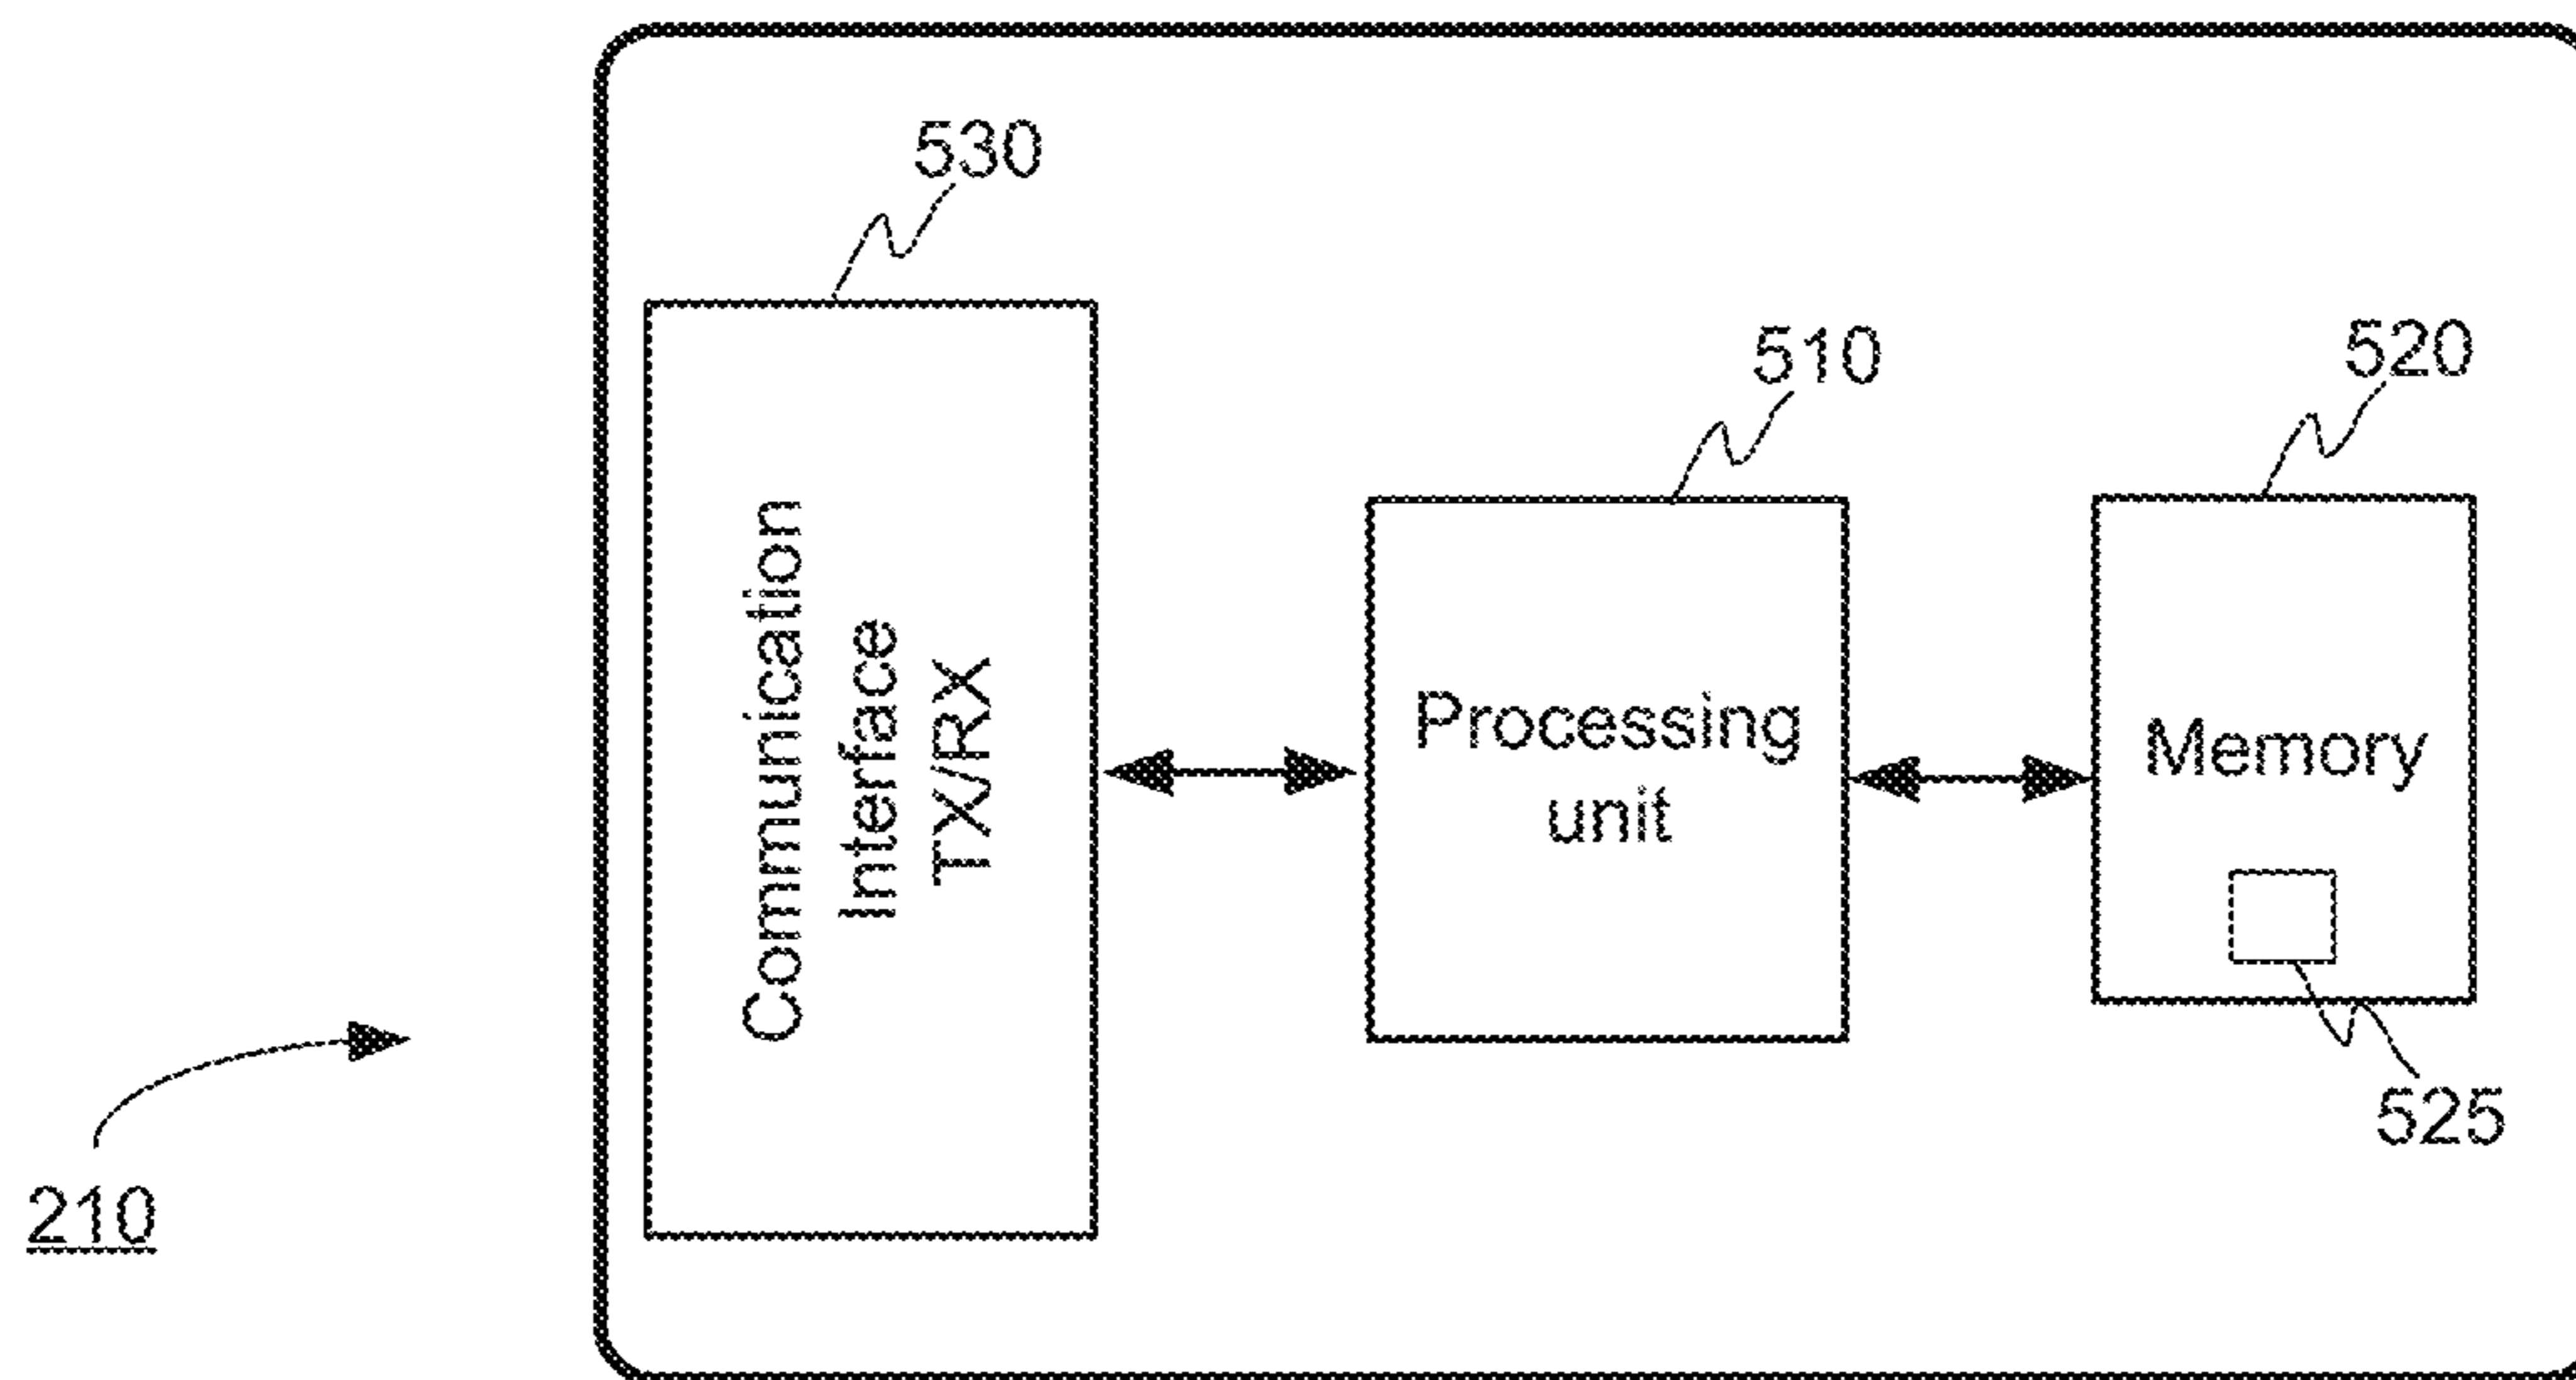 530
510
520
Communication
Interface
TX/RX
Processing
unit
Memory
525
210